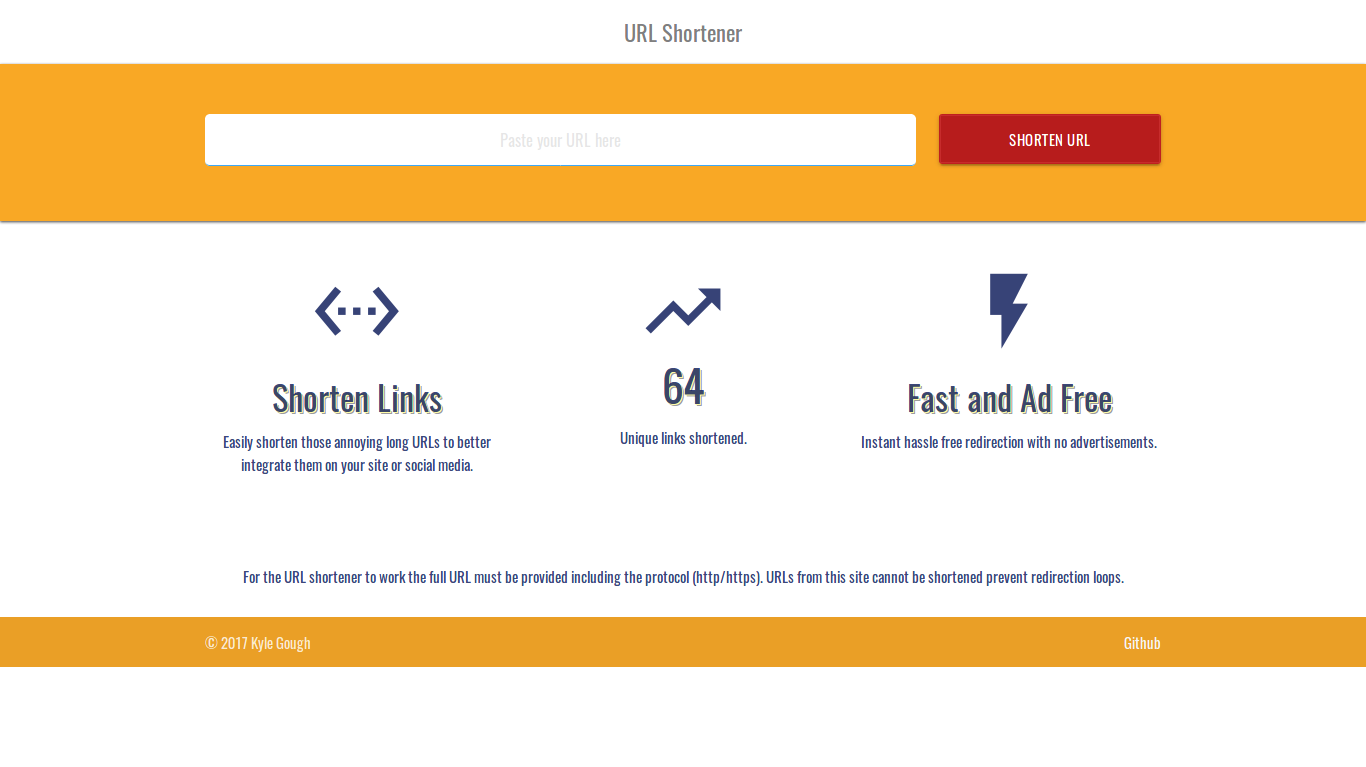 URL Shortener
Paste your URL here
SHORTEN URL
Shorten Links
Easily shorten those annoying long URLs to better
integrate them on your site or social media.
64
Unique links shortened.
Fast and Ad Free
Instant hassle free redirection with no advertisements.
For the URL shortener to work the full URL must be provided including the protocol (http/https). URLs from this site cannot be shortened prevent redirection loops.
© 2017 Kyle Gough
Github